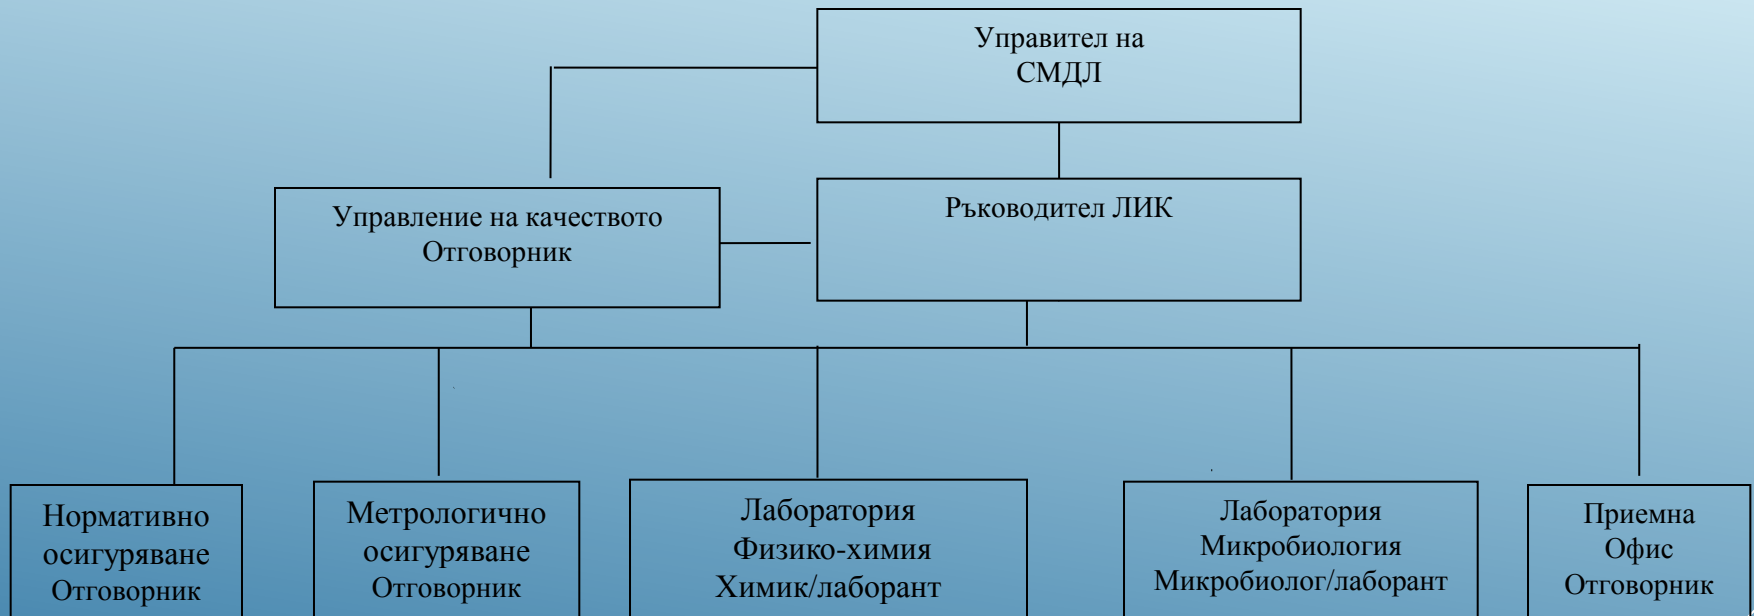 Управител на
СМДЛ
Управление на качеството
Отговорник
Ръководител ЛИК
Нормативно
осигуряване
Отговорник
Метрологично
осигуряване
Отговорник
Лаборатория
Физико-химия
Химик/лаборант
Лаборатория
Микробиология
Микробиолог/лаборант
Приемна
Офис
Отговорник